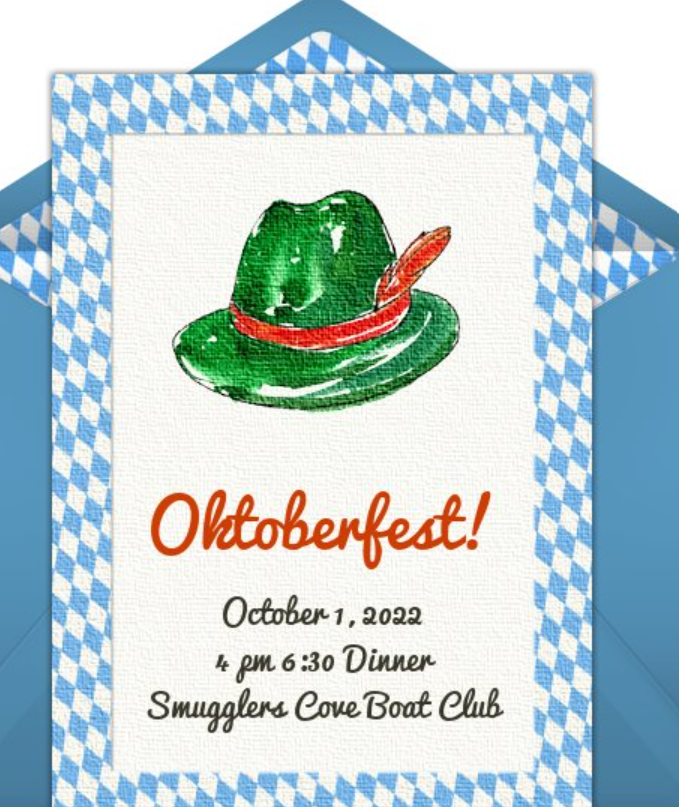 Oktoberfest!
October 1, 2022
4 pm 6:30 Dinner
Smugglers Cove Boat Club